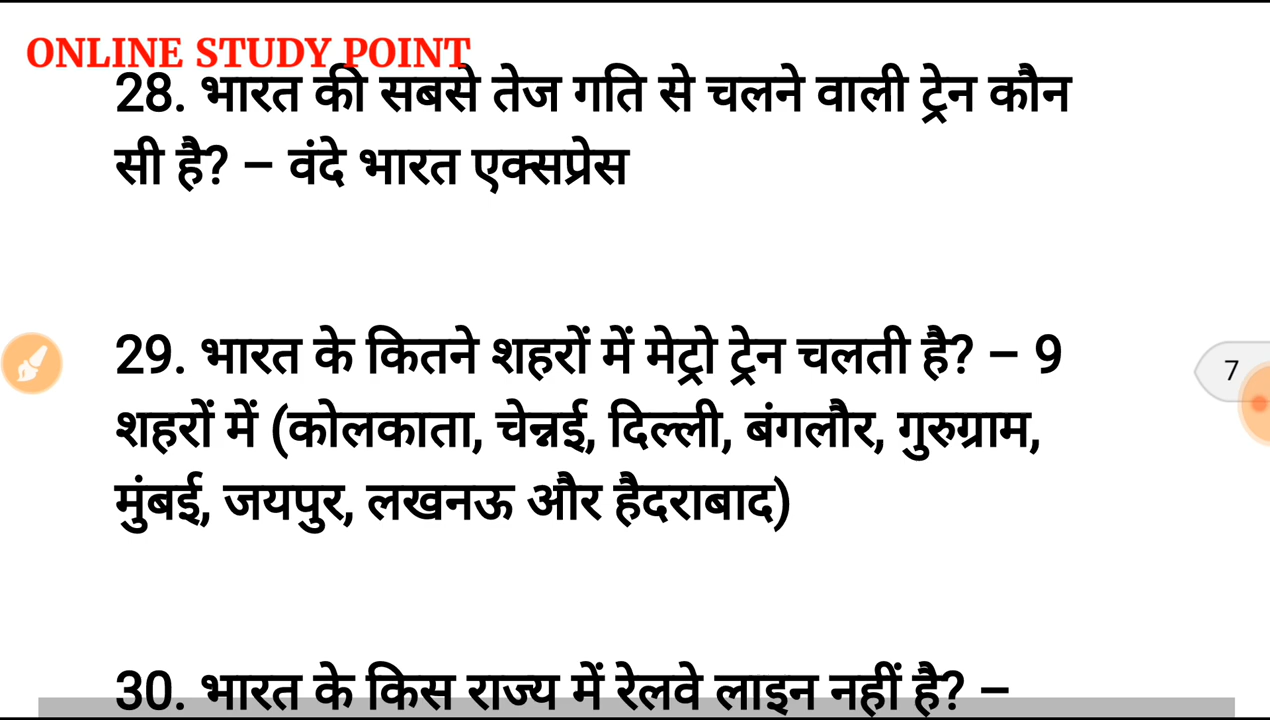 ONLINE STUDY POINT
28. भारत की सबसे तेज गति से चलने वाली ट्रेन कौन
सी है? – वंदे भारत एक्सप्रेस
29. भारत के कितने शहरों में मेट्रो ट्रेन चलती है? – 9
शहरों में (कोलकाता, चेन्नई, दिल्ली, बंगलौर, गुरुग्राम,
7
मुंबई, जयपुर, लखनऊ और हैदराबाद)
30. भारत के किस राज्य में रेलवे लाइन नहीं है? –